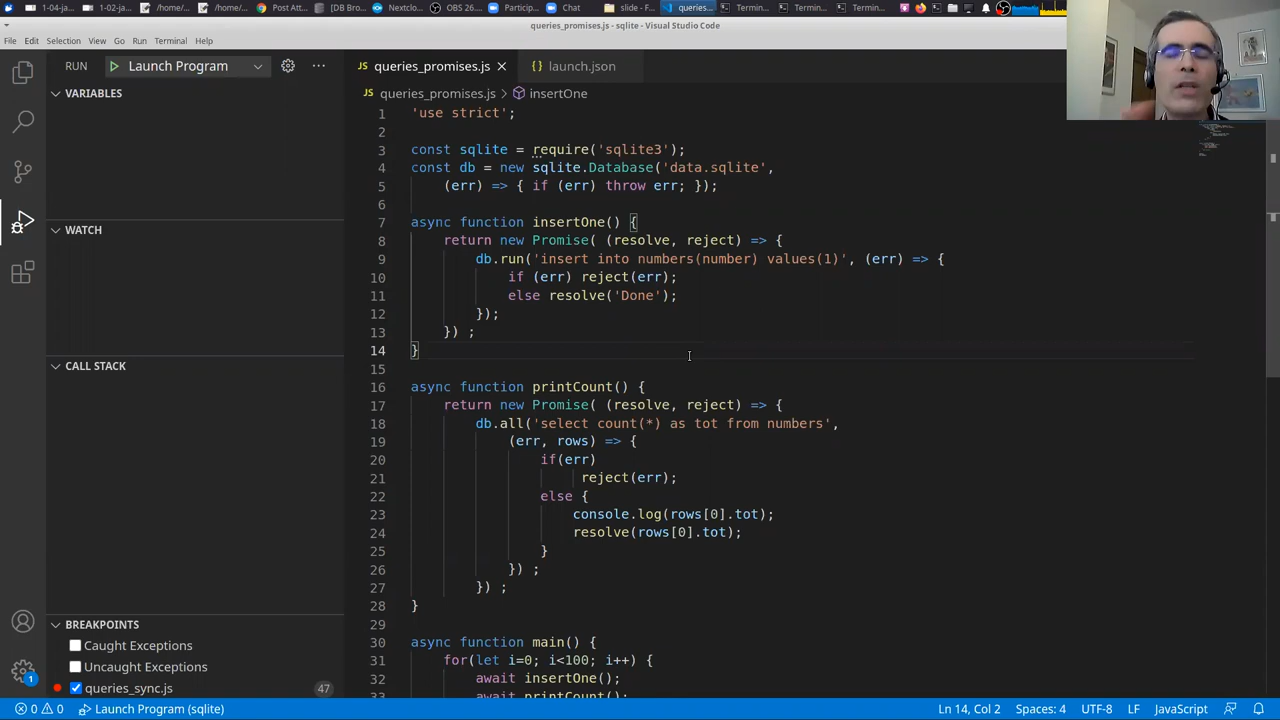 1-04-ja...
1-04-ja...
/home/...
/home/...
/home/...
Post Att...
[DB Bro...
Nextclo...
OBS 26....
Particip...
Chat
slide - F...
queries...
Termin...
Termin...
Termin...
queries_promises.js - sqlite - Visual Studio Code
File Edit Selection View Go Run Terminal Help
RUN Launch Program
queries_promises.js
launch.json
VARIABLES
WATCH
CALL STACK
BREAKPOINTS
Caught Exceptions
Uncaught Exceptions
queries_sync.js 47
queries_promises.js > insertOne
1 'use strict';
2
3 const sqlite = require('sqlite3');
4 const db = new sqlite.Database('data.sqlite',
5 (err) => { if (err) throw err; });
6
7 async function insertOne() {
8 return new Promise( (resolve, reject) => {
9 db.run('insert into numbers(number) values(1)', (err) => {
10 if (err) reject(err);
11 else resolve('Done');
12 });
13 }) ;
14 }
15
16 async function printCount() {
17 return new Promise( (resolve, reject) => {
18 db.all('select count(*) as tot from numbers',
19 (err, rows) => {
20 if(err)
21 reject(err);
22 else {
23 console.log(rows[0].tot);
24 resolve(rows[0].tot);
25 }
26 }) ;
27 }) ;
28 }
29
30 async function main() {
31 for(let i=0; i<100; i++) {
32 await insertOne();
33 await printCount();
1
0 0 Launch Program (sqlite)
Ln 14, Col 2 Spaces: 4 UTF-8 LF JavaScript